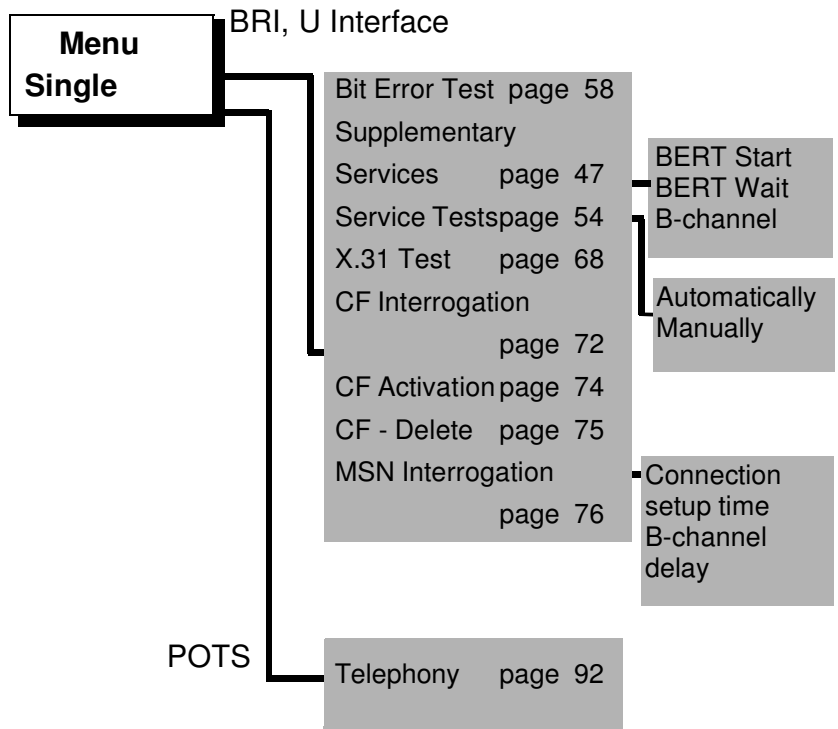 Menu
Single
BRI, U Interface
Bit Error Test page 58
Supplementary
Services page 47
Service Testspage 54
X.31 Test page 68
CF Interrogation
page 72
CF Activation page 74
CF - Delete page 75
MSN Interrogation
page 76
BERT Start
BERT Wait
B-channel
Automatically
Manually
Connection
setup time
B-channel
delay
POTS
Telephony page 92